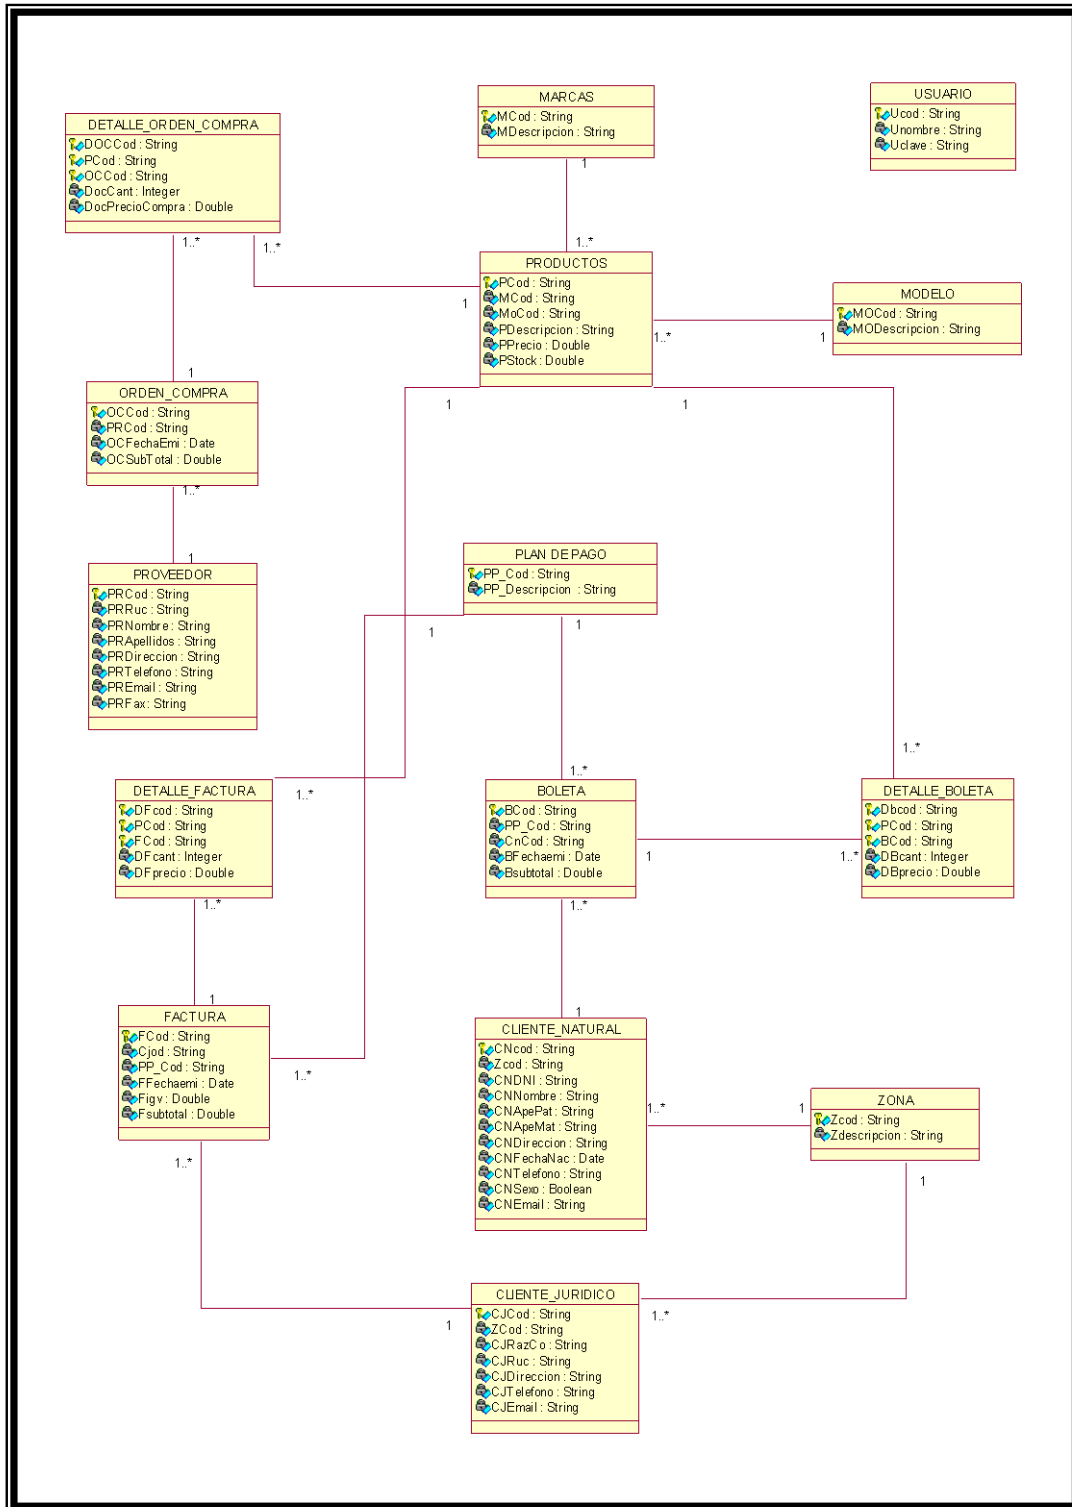 MARCAS
MCod : String
MDescripcion : String
1
USUARIO
Ucod : String
Unombre : String
Uclave : String
DETALLE_ORDEN_COMPRA
DOCCod : String
PCod : String
OCCod : String
DocCant : Integer
DocPrecioCompra : Double
1..*
1..*
1..*
PRODUCTOS
PCod : String
MCod : String
MoCod : String
PDescripcion : String
PPrecio : Double
PStock : Double
1
1..*
1
1
1
MODELO
MOCod : String
MODescripcion : String
1
ORDEN_COMPRA
OCCod : String
PRCod : String
OCFechaEmi : Date
OCSubTotal : Double
1..*
1
PROVEEDOR
PRCod : String
PRRuc : String
PRNombre : String
PRApellidos : String
PRDireccion : String
PRTelefono : String
PREmail : String
PRFax : String
PLAN DE PAGO
PP_Cod : String
PP_Descripcion : String
1
1
1..*
1..*
1..*
DETALLE_FACTURA
DFcod : String
PCod : String
FCod : String
DFcant : Integer
DFprecio : Double
1..*
BOLETA
BCod : String
PP_Cod : String
CnCod : String
BFechaemi : Date
Bsubtotal : Double
1
1..*
1..*
DETALLE_BOLETA
Dbcod : String
PCod : String
BCod : String
DBcant : Integer
DBprecio : Double
1
FACTURA
FCod : String
Cjod : String
PP_Cod : String
FFechaemi : Date
Figv : Double
Fsubtotal : Double
1..*
1..*
1
CLIENTE_NATURAL
CNcod : String
Zcod : String
CNDNI : String
CNNombre : String
CNApePat : String
CNApeMat : String
CNDireccion : String
CNFechaNac : Date
CNTelefono : String
CNSexo : Boolean
CNEmail : String
1..*
1
ZONA
Zcod : String
Zdescripcion : String
1
CLIENTE_JURIDICO
CJCod : String
ZCod : String
CJRazCo : String
CJRuc : String
CJDireccion : String
CJTelefono : String
CJEmail : String
1
1..*